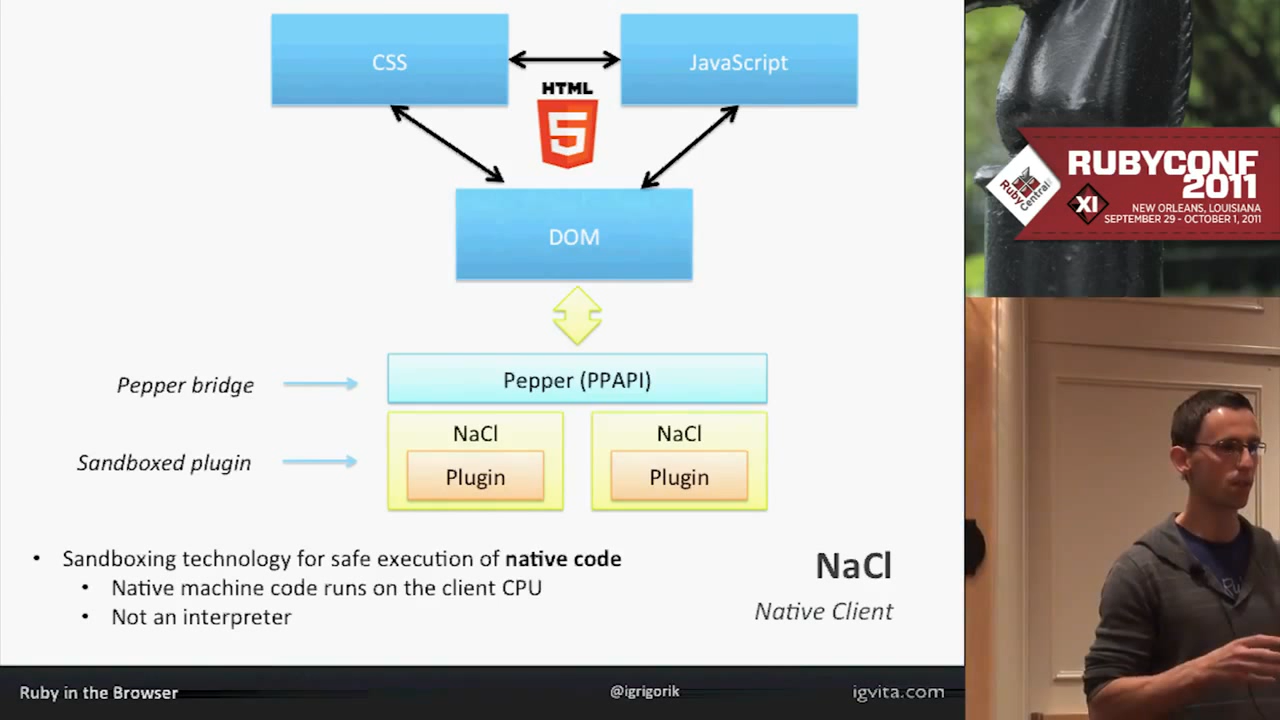 CSS
JavaScript
HTML
5
DOM
Pepper bridge
Pepper (PPAPI)
Sandboxed plugin
NaCl
Plugin
NaCl
Plugin
• Sandboxing technology for safe execution of native code
• Native machine code runs on the client CPU
• Not an interpreter
NaCl
Native Client
Ruby in the Browser
@igrigorik
igvita.com
RubyCentral
XI
RUBYCONF
2011
NEW ORLEANS, LOUISIANA
SEPTEMBER 29 - OCTOBER 1, 2011